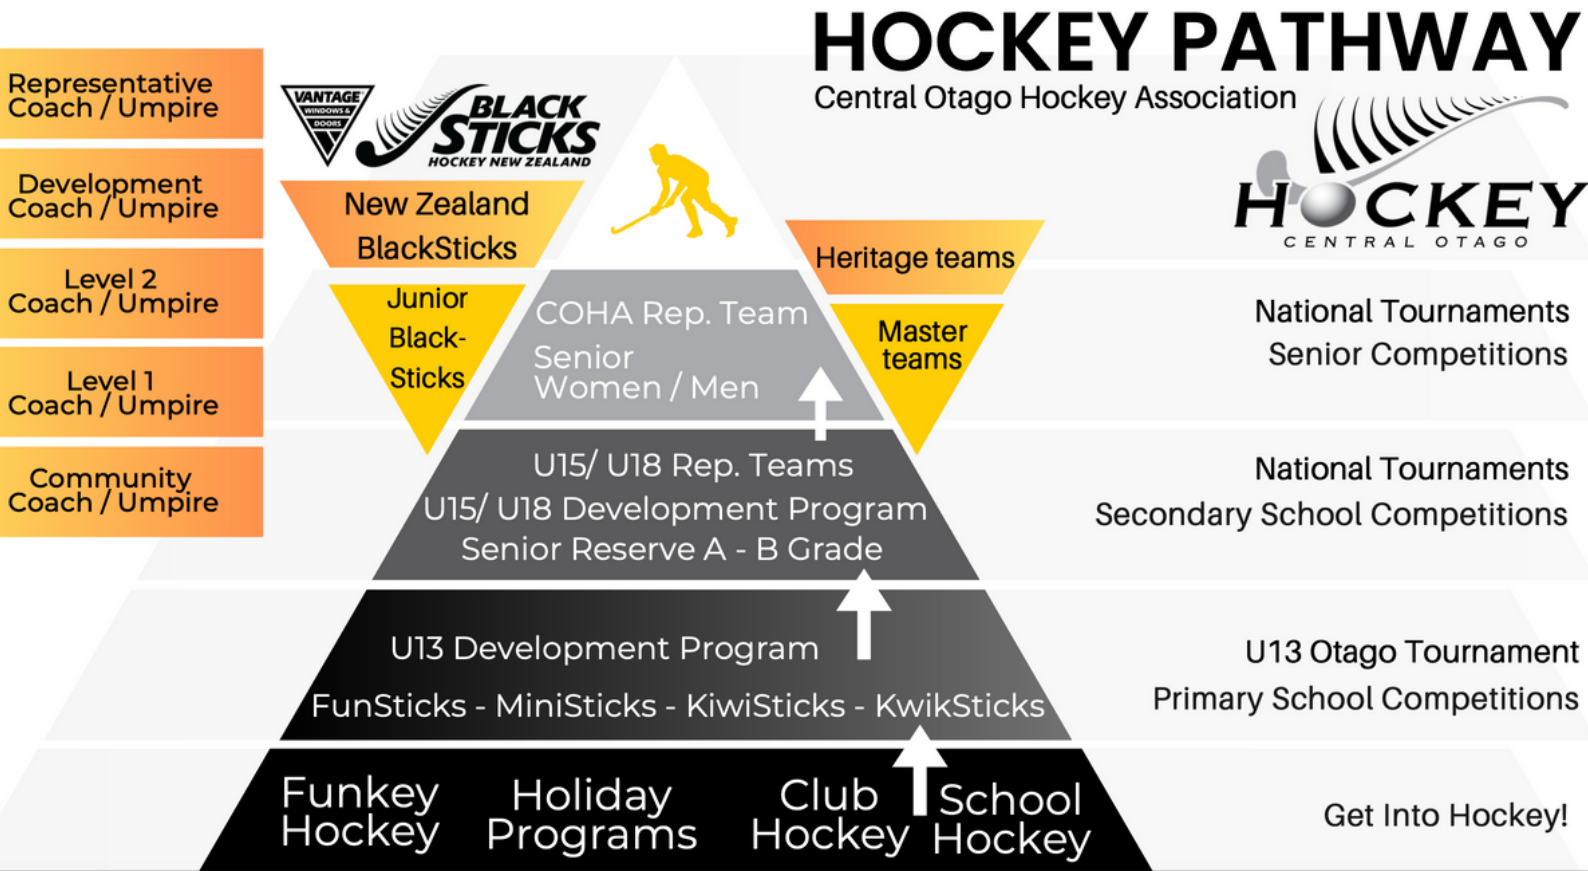 HOCKEY PATHWAY
Central Otago Hockey Association
HOCKEY
CENTRAL OTAGO
Representative
Coach / Umpire
Development
Coach / Umpire
Level 2
Coach / Umpire
Level 1
Coach / Umpire
Community
Coach / Umpire
VANTAGE
WINDOWS &
DOORS
BLACK
STICKS
HOCKEY NEW ZEALAND
New Zealand
BlackSticks
Junior
Black-
Sticks
Heritage teams
Master
teams
COHA Rep. Team
Senior
Women / Men
National Tournaments
Senior Competitions
U15/ U18 Rep. Teams
U15/ U18 Development Program
Senior Reserve A - B Grade
National Tournaments
Secondary School Competitions
U13 Development Program
FunSticks - MiniSticks - KiwiSticks - KwikSticks
U13 Otago Tournament
Primary School Competitions
Funkey
Hockey
Holiday
Programs
Club
Hockey
School
Hockey
Get Into Hockey!